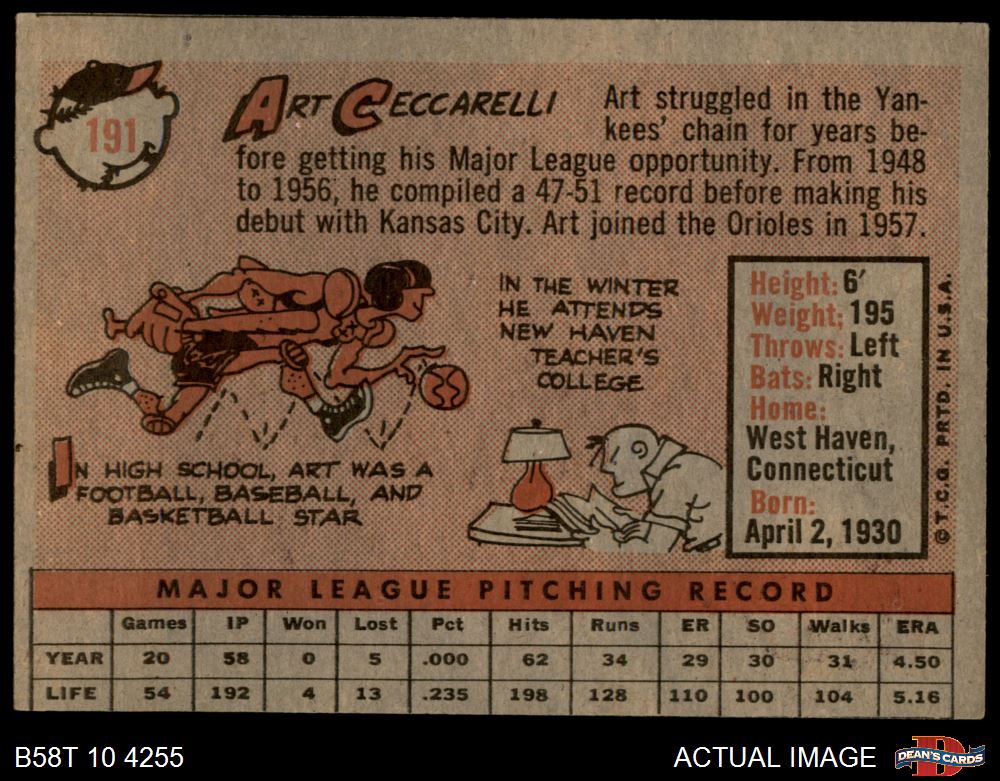 191
ART CECCARELLI
Art struggled in the Yan-
kees' chain for years be-
fore getting his Major League opportunity. From 1948
to 1956, he compiled a 47-51 record before making his
debut with Kansas City. Art joined the Orioles in 1957.
IN THE WINTER
HE ATTENDS
NEW HAVEN
TEACHER'S
COLLEGE
IN HIGH SCHOOL, ART WAS A
FOOTBALL, BASEBALL, AND
BASKETBALL STAR
Height: 6'
Weight: 195
Throws: Left
Bats: Right
Home:
West Haven,
Connecticut
Born:
April 2, 1930
© T.C.G. PRTD. IN U.S.A.
MAJOR LEAGUE PITCHING RECORD
Games IP Won Lost Pct Hits Runs ER SO Walks ERA
YEAR 20 58 0 5 .000 62 34 29 30 31 4.50
LIFE 54 192 4 13 .235 198 128 110 100 104 5.16
B58T 10 4255
ACTUAL IMAGE
D
DEAN'S CARDS